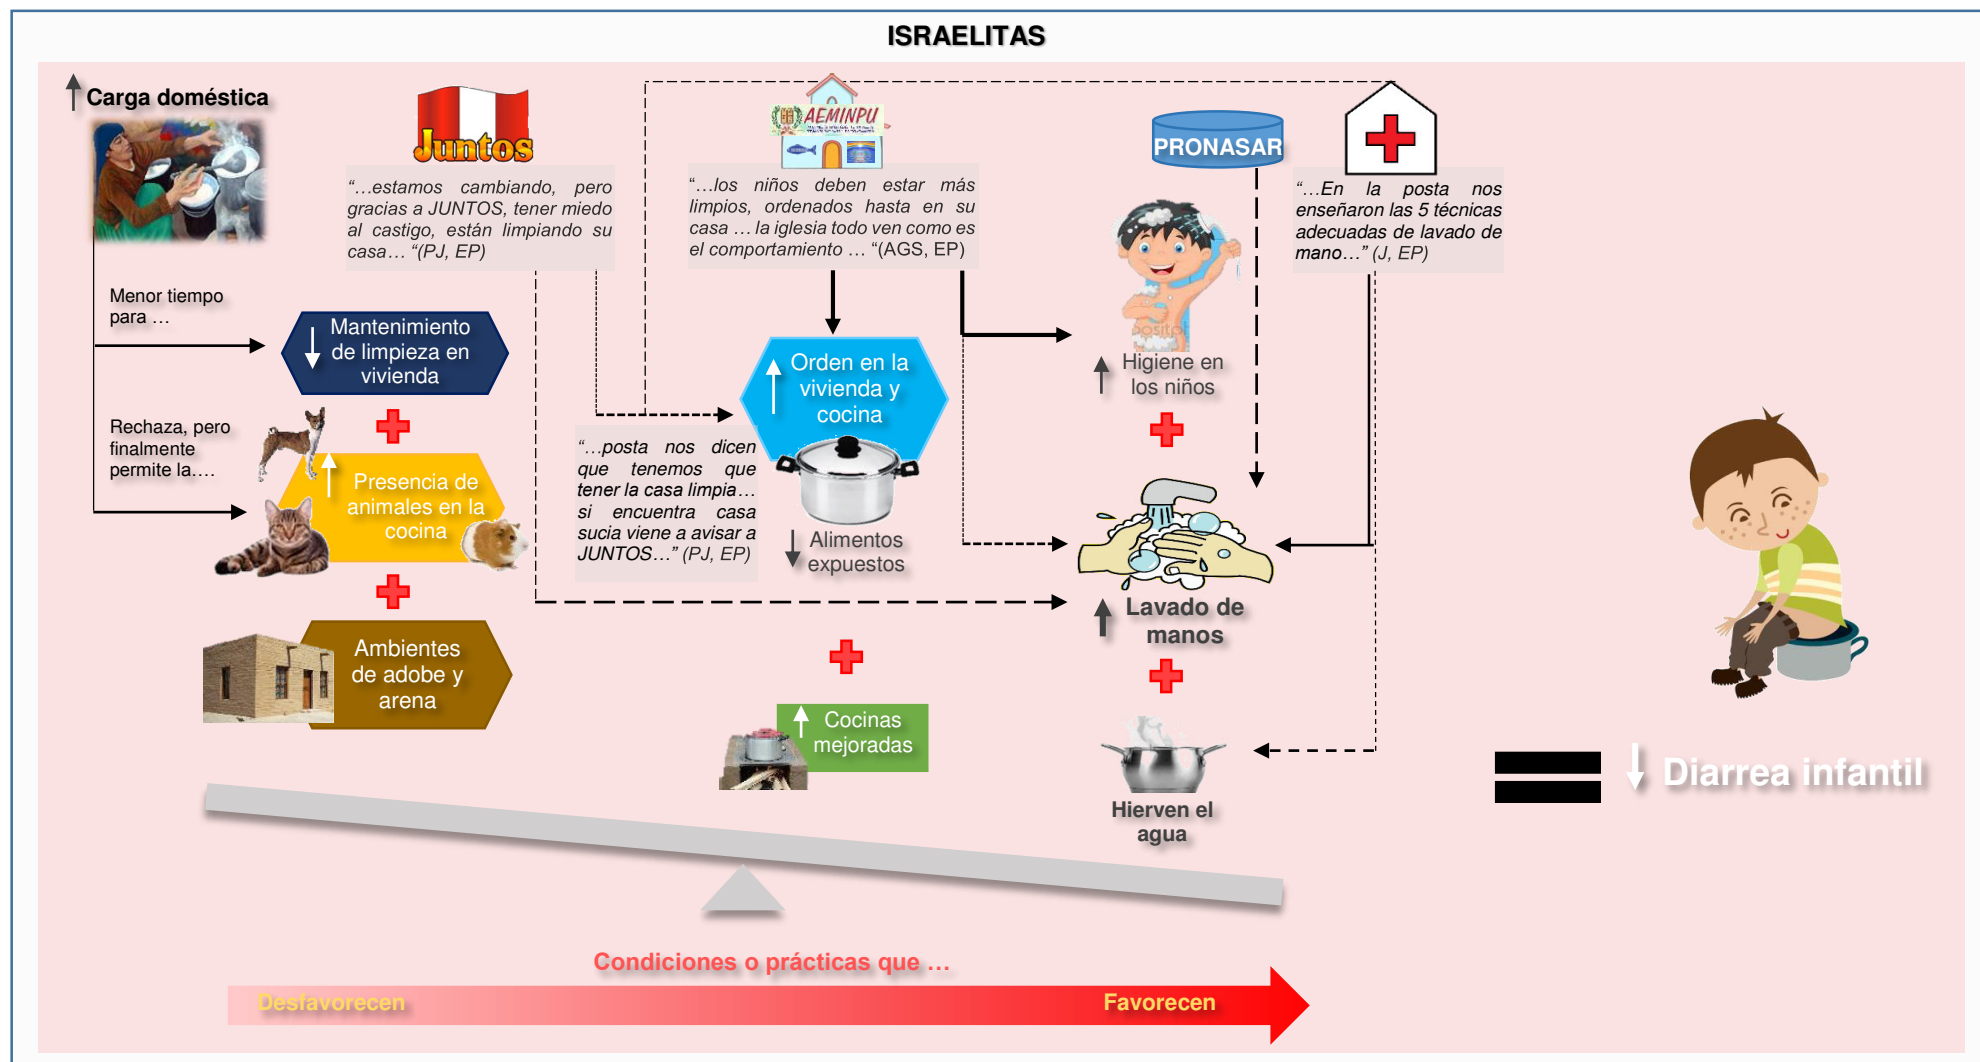 ISRAELITAS
Carga doméstica
Juntos
“…estamos cambiando, pero
gracias a JUNTOS, tener miedo
al castigo, están limpiando su
casa… “(PJ, EP)
AEMINPU
“…los niños deben estar más
limpios, ordenados hasta en su
casa … la iglesia todo ven como es
el comportamiento … “(AGS, EP)
PRONASAR
“…En la posta nos
enseñaron las 5 técnicas
adecuadas de lavado de
mano…” (J, EP)
Menor tiempo
para …
Mantenimiento
de limpieza en
vivienda
Rechaza, pero
finalmente
permite la….
Presencia de
animales en la
cocina
Ambientes
de adobe y
arena
“…posta nos dicen
que tenemos que
tener la casa limpia…
si encuentra casa
sucia viene a avisar a
JUNTOS…” (PJ, EP)
Orden en la
vivienda y
cocina
Alimentos
expuestos
Cocinas
mejoradas
Higiene en
los niños
Lavado de
manos
Hierven el
agua
Diarrea infantil
Condiciones o prácticas que …
Desfavorecen
Favorecen